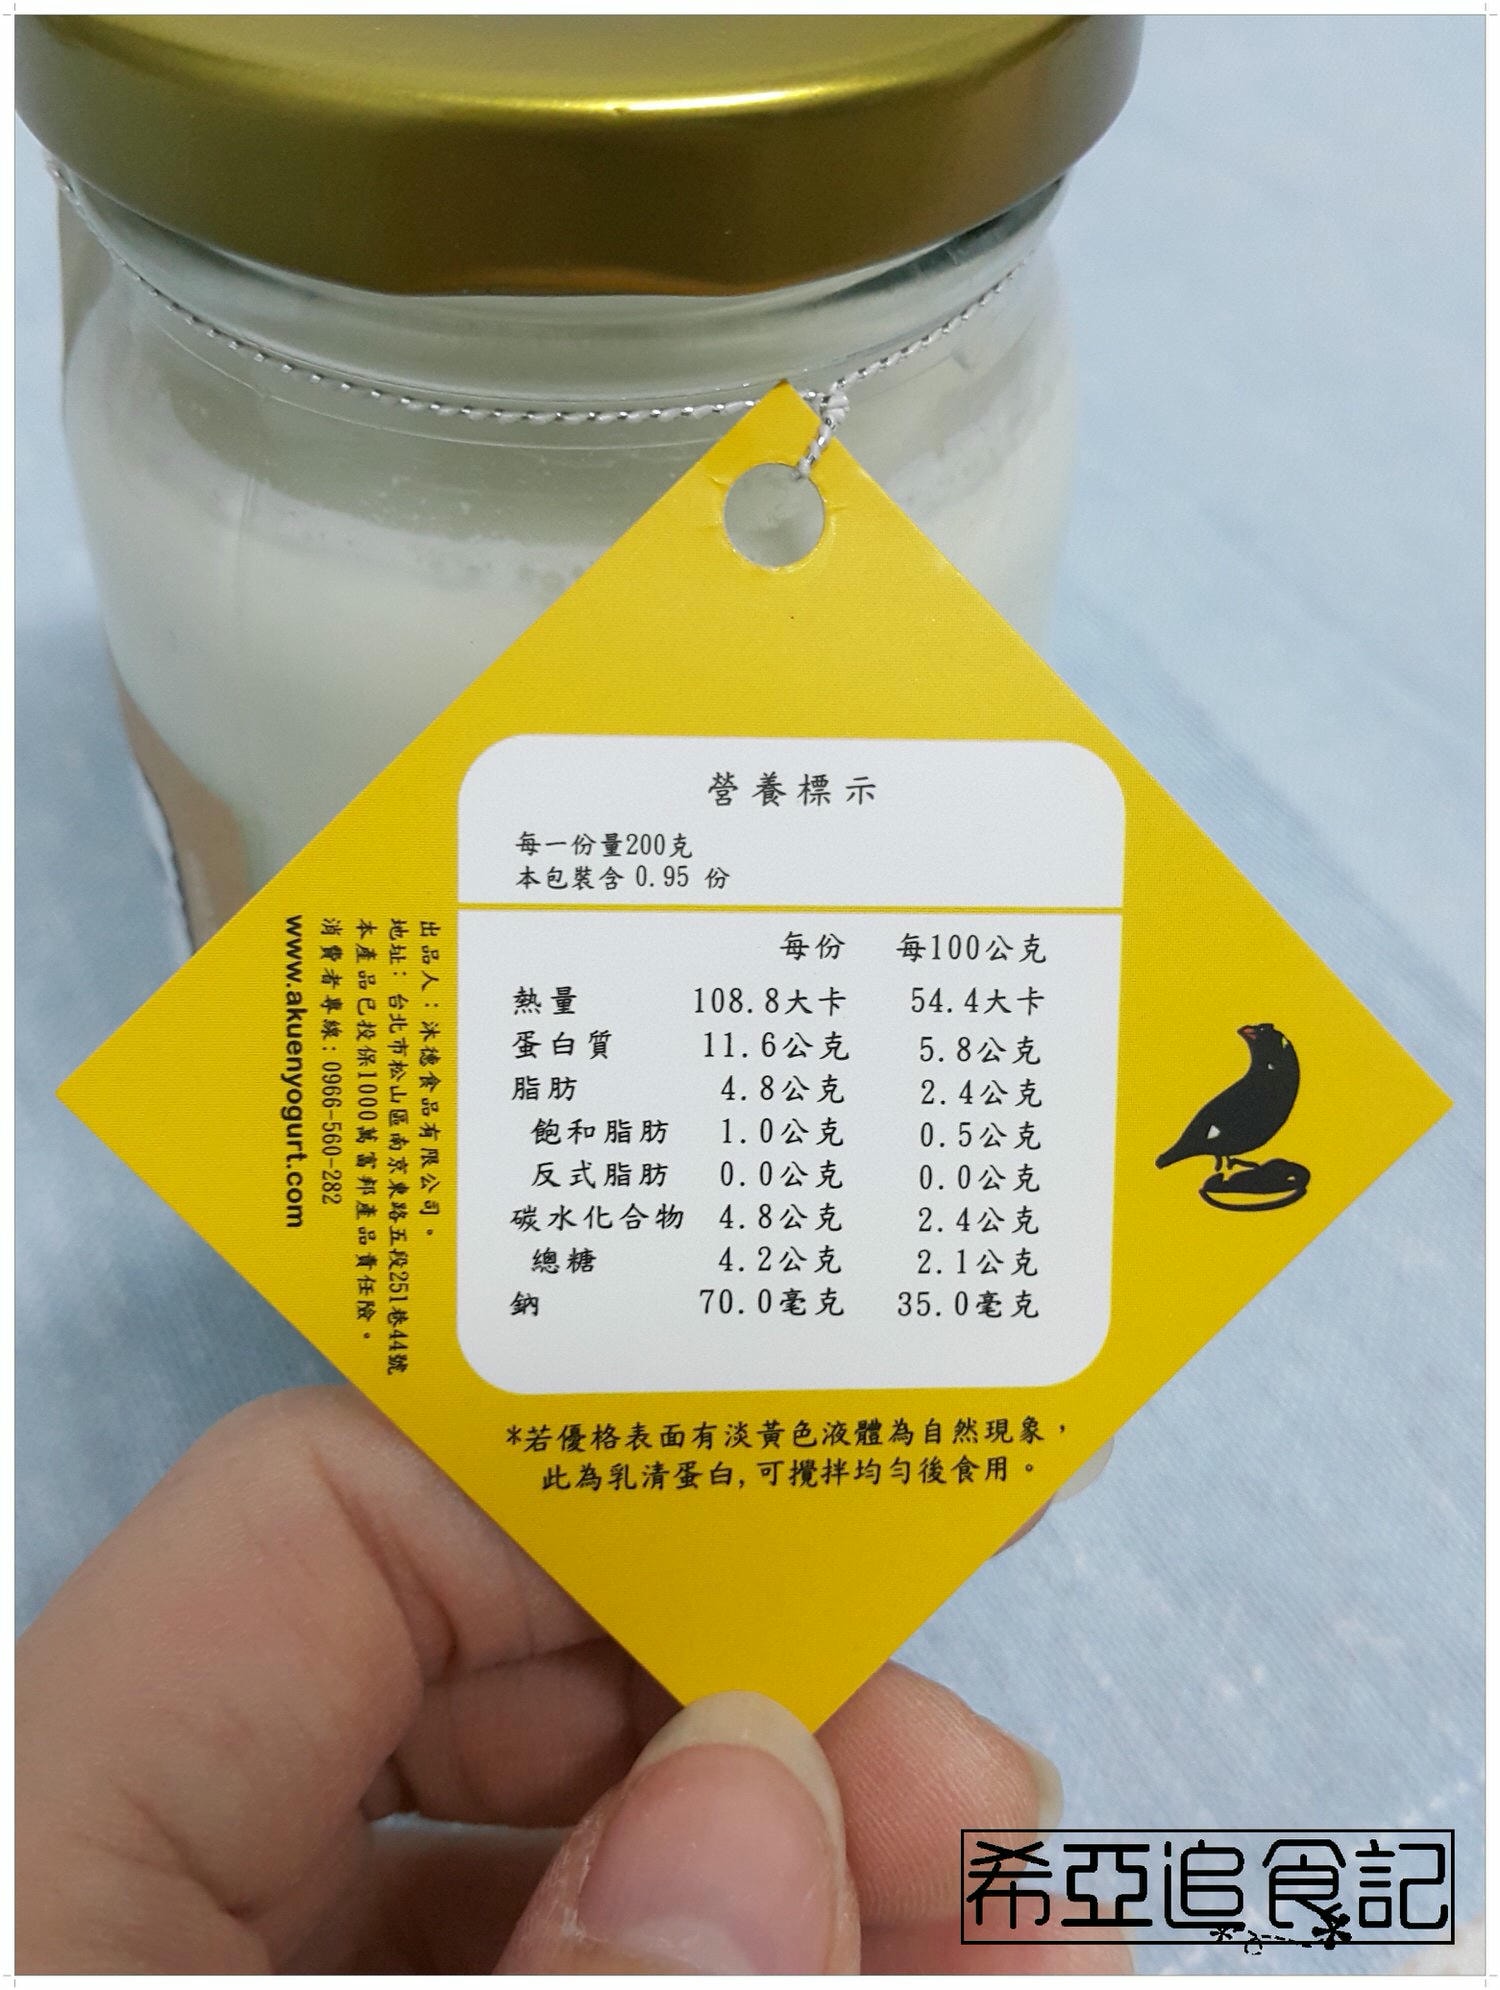 營養標示
每一份量200克
本包裝含 0.95 份
每份 每100公克
熱量 108.8大卡 54.4大卡
蛋白質 11.6公克 5.8公克
脂肪 4.8公克 2.4公克
飽和脂肪 1.0公克 0.5公克
反式脂肪 0.0公克 0.0公克
碳水化合物 4.8公克 2.4公克
總糖 4.2公克 2.1公克
鈉 70.0毫克 35.0毫克
*若優格表面有淡黃色液體為自然現象，
此為乳清蛋白,可攪拌均勻後食用。
出品人：沐德食品有限公司。
地址：台北市松山區南京東路五段251巷44號
本產品已投保1000萬富邦產品責任險。
消費者專線：0966-560-282
www.akuenyogurt.com
希亞追食記